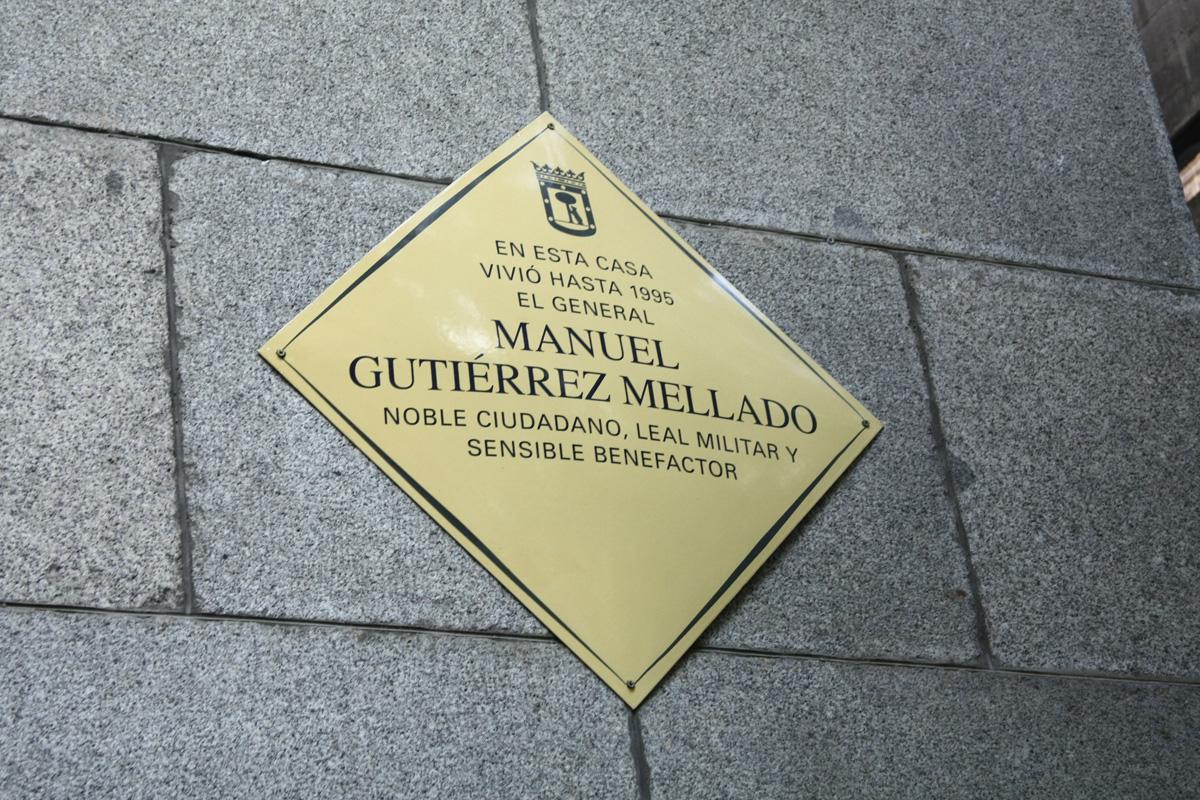 EN ESTA CASA
VIVIÓ HASTA 1995
EL GENERAL
MANUEL
GUTIÉRREZ MELLADO
NOBLE CIUDADANO, LEAL MILITAR Y
SENSIBLE BENEFACTOR